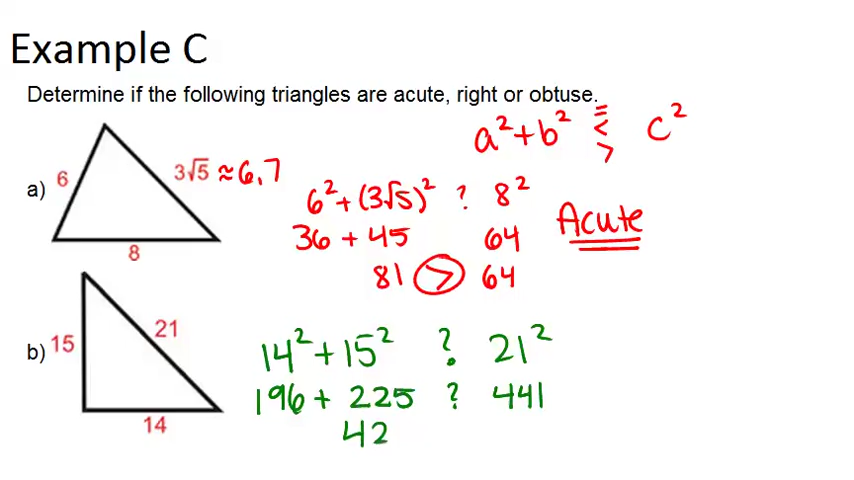 Example C
Determine if the following triangles are acute, right or obtuse.
a² + b² = < > c²
a) 6 3√5 ≈ 6.7 8
6² + (3√5)² ? 8²
36 + 45 64
81 > 64
Acute
b) 15 21 14
14² + 15² ? 21²
196 + 225 ? 441
42